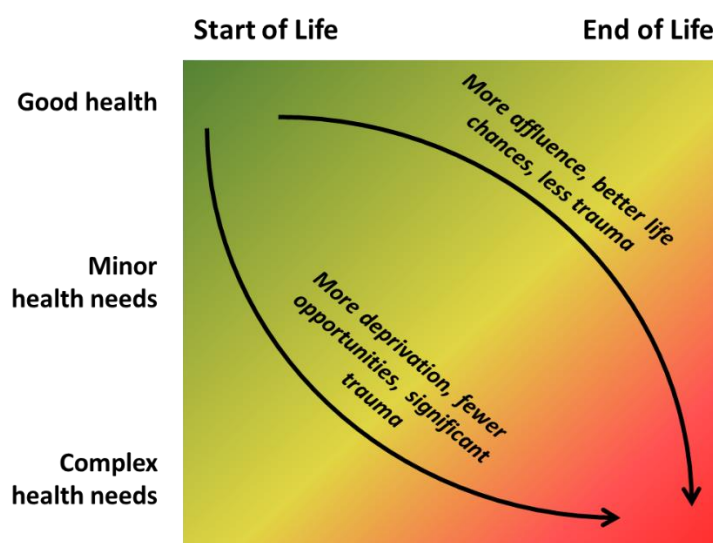 Start of Life
End of Life
Good health
More affluence, better life
chances, less trauma
Minor
health needs
More deprivation, fewer
opportunities, significant
trauma
Complex
health needs